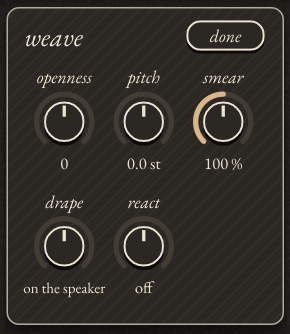 weave
done
openness pitch smear
0 0.0 st 100 %
drape react
on the speaker off